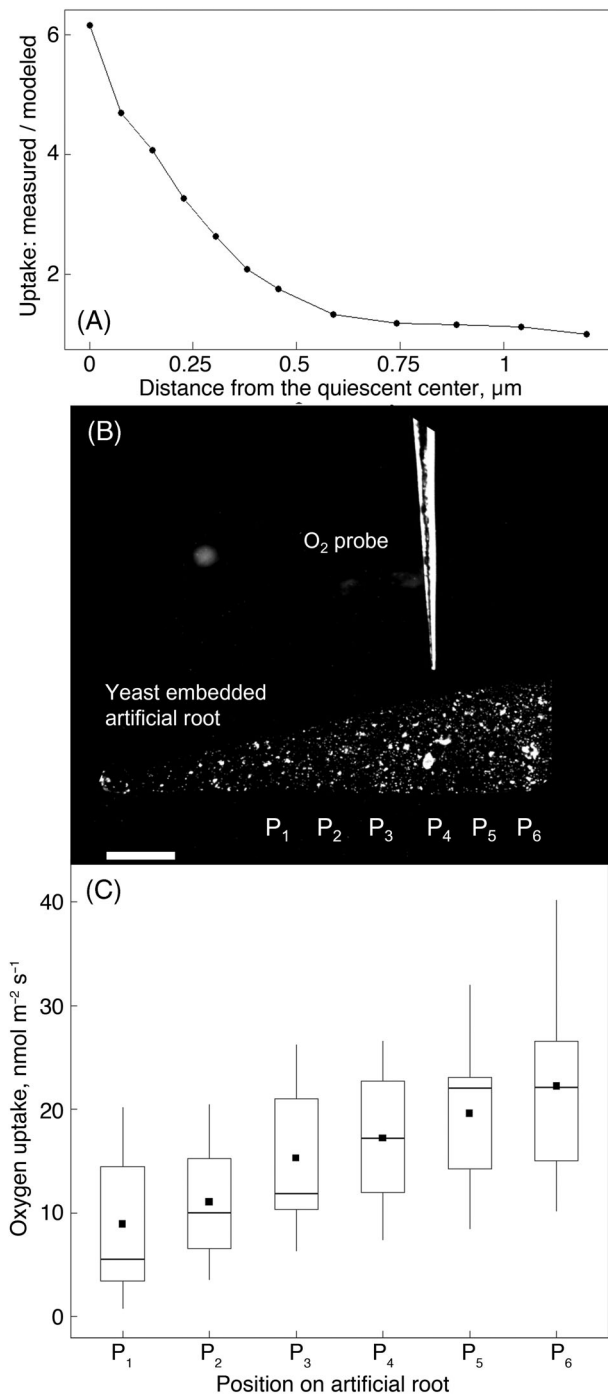 6
4
2
Uptake: measured / modeled
(A)
0 0.25 0.5 0.75 1
Distance from the quiescent center, μm
(B)
O₂ probe
Yeast embedded
artificial root
P₁ P₂ P₃ P₄ P₅ P₆
(C)
40
30
20
10
0
Oxygen uptake, nmol m⁻² s⁻¹
P₁ P₂ P₃ P₄ P₅ P₆
Position on artificial root